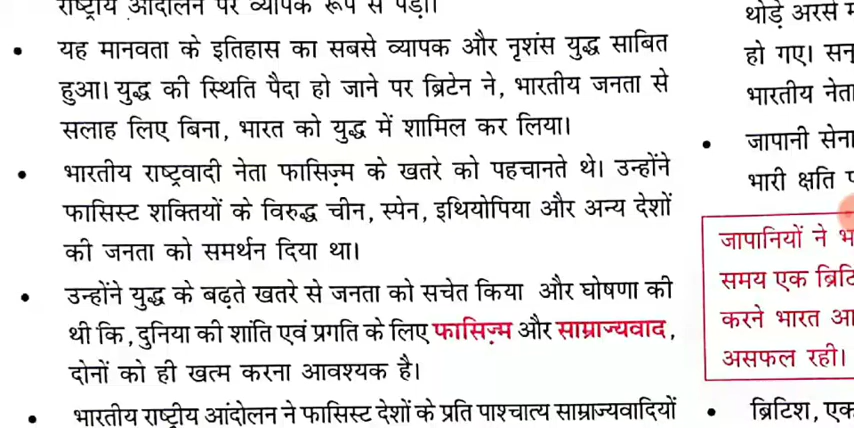 राष्ट्रीय आंदोलन पर व्यापक रूप से पड़ा।
• यह मानवता के इतिहास का सबसे व्यापक और नृशंस युद्ध साबित
हुआ। युद्ध की स्थिति पैदा हो जाने पर ब्रिटेन ने, भारतीय जनता से
सलाह लिए बिना, भारत को युद्ध में शामिल कर लिया।
• भारतीय राष्ट्रवादी नेता फासिज़्म के खतरे को पहचानते थे। उन्होंने
फासिस्ट शक्तियों के विरुद्ध चीन, स्पेन, इथियोपिया और अन्य देशों
की जनता को समर्थन दिया था।
• उन्होंने युद्ध के बढ़ते खतरे से जनता को सचेत किया और घोषणा की
थी कि, दुनिया की शांति एवं प्रगति के लिए फासिज़्म और साम्राज्यवाद,
दोनों को ही खत्म करना आवश्यक है।
• भारतीय राष्ट्रीय आंदोलन ने फासिस्ट देशों के प्रति पाश्चात्य साम्राज्यवादियों
थोड़े अरसे
हो गए। सन्
भारतीय नेता
• जापानी सेना
भारी क्षति
जापानियों ने
समय एक
करने भारत
असफल रही।
• ब्रिटिश, एक